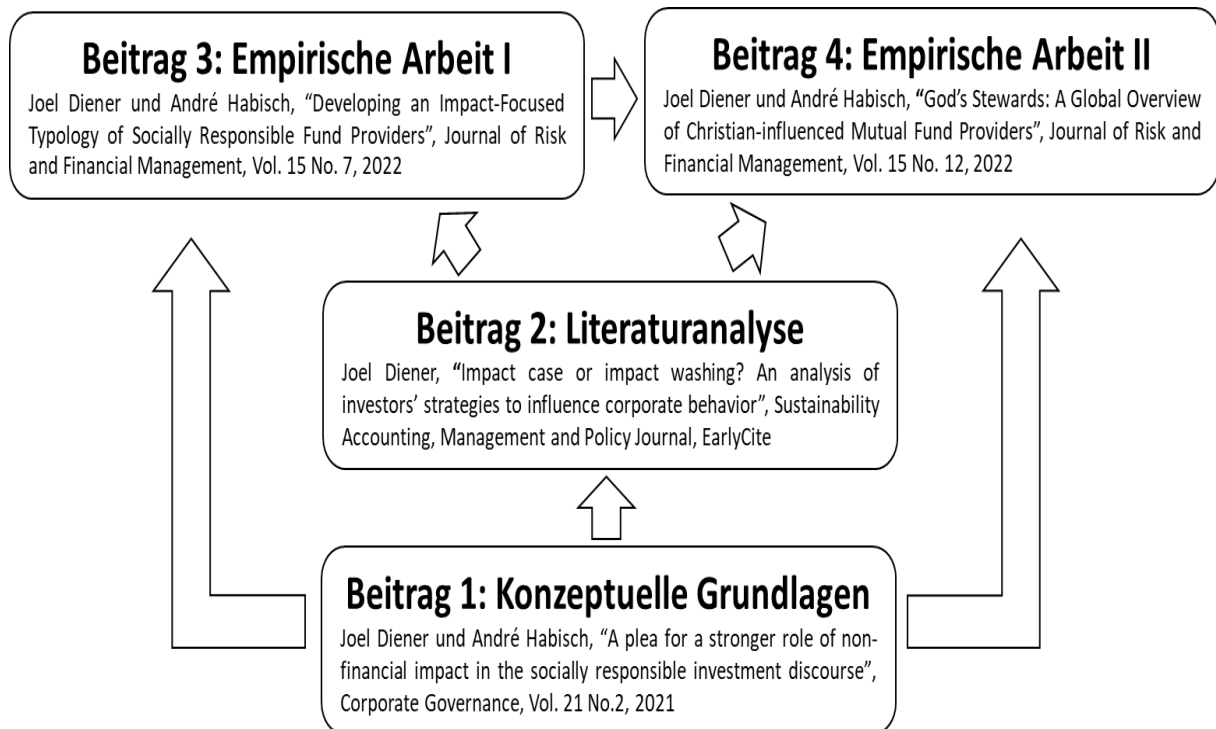 Beitrag 3: Empirische Arbeit I
Joel Diener und André Habisch, “Developing an Impact-Focused
Typology of Socially Responsible Fund Providers”, Journal of Risk
and Financial Management, Vol. 15 No. 7, 2022
Beitrag 4: Empirische Arbeit II
Joel Diener und André Habisch, “God’s Stewards: A Global Overview
of Christian-influenced Mutual Fund Providers”, Journal of Risk and
Financial Management, Vol. 15 No. 12, 2022
Beitrag 2: Literaturanalyse
Joel Diener, “Impact case or impact washing? An analysis of
investors’ strategies to influence corporate behavior”, Sustainability
Accounting, Management and Policy Journal, EarlyCite
Beitrag 1: Konzeptuelle Grundlagen
Joel Diener und André Habisch, “A plea for a stronger role of non-
financial impact in the socially responsible investment discourse”,
Corporate Governance, Vol. 21 No.2, 2021